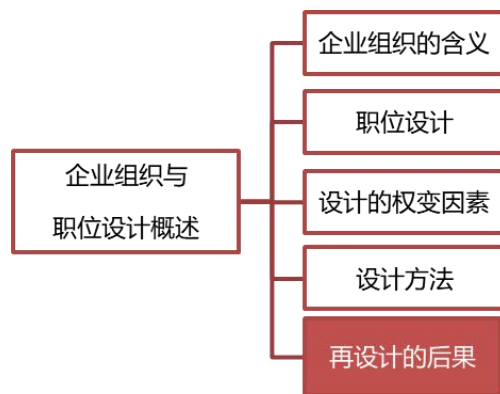 企业组织与
职位设计概述
企业组织的含义
职位设计
设计的权变因素
设计方法
再设计的后果